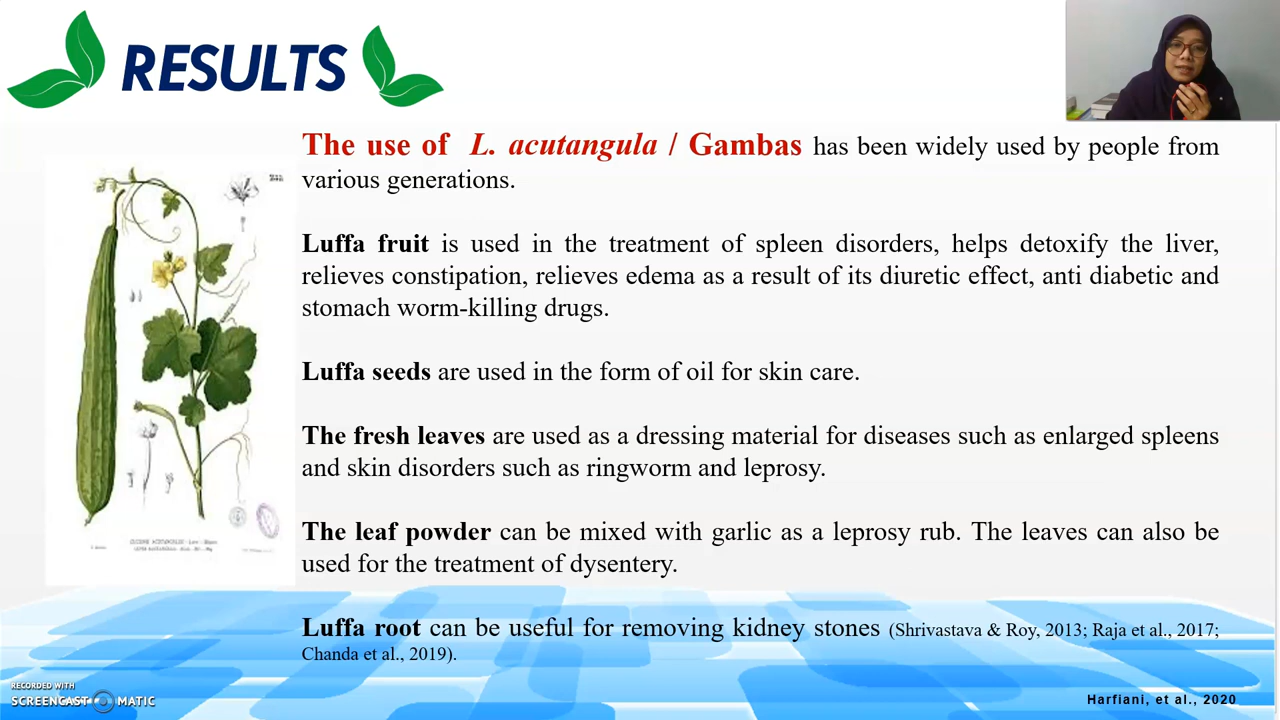 RESULTS
The use of L. acutangula / Gambas has been widely used by people from
various generations.
Luffa fruit is used in the treatment of spleen disorders, helps detoxify the liver,
relieves constipation, relieves edema as a result of its diuretic effect, anti diabetic and
stomach worm-killing drugs.
Luffa seeds are used in the form of oil for skin care.
The fresh leaves are used as a dressing material for diseases such as enlarged spleens
and skin disorders such as ringworm and leprosy.
The leaf powder can be mixed with garlic as a leprosy rub. The leaves can also be
used for the treatment of dysentery.
Luffa root can be useful for removing kidney stones (Shrivastava & Roy, 2013; Raja et al., 2017;
Chanda et al., 2019).
RECORDED WITH
SCREENCAST MATIC
Harfiani, et al., 2020